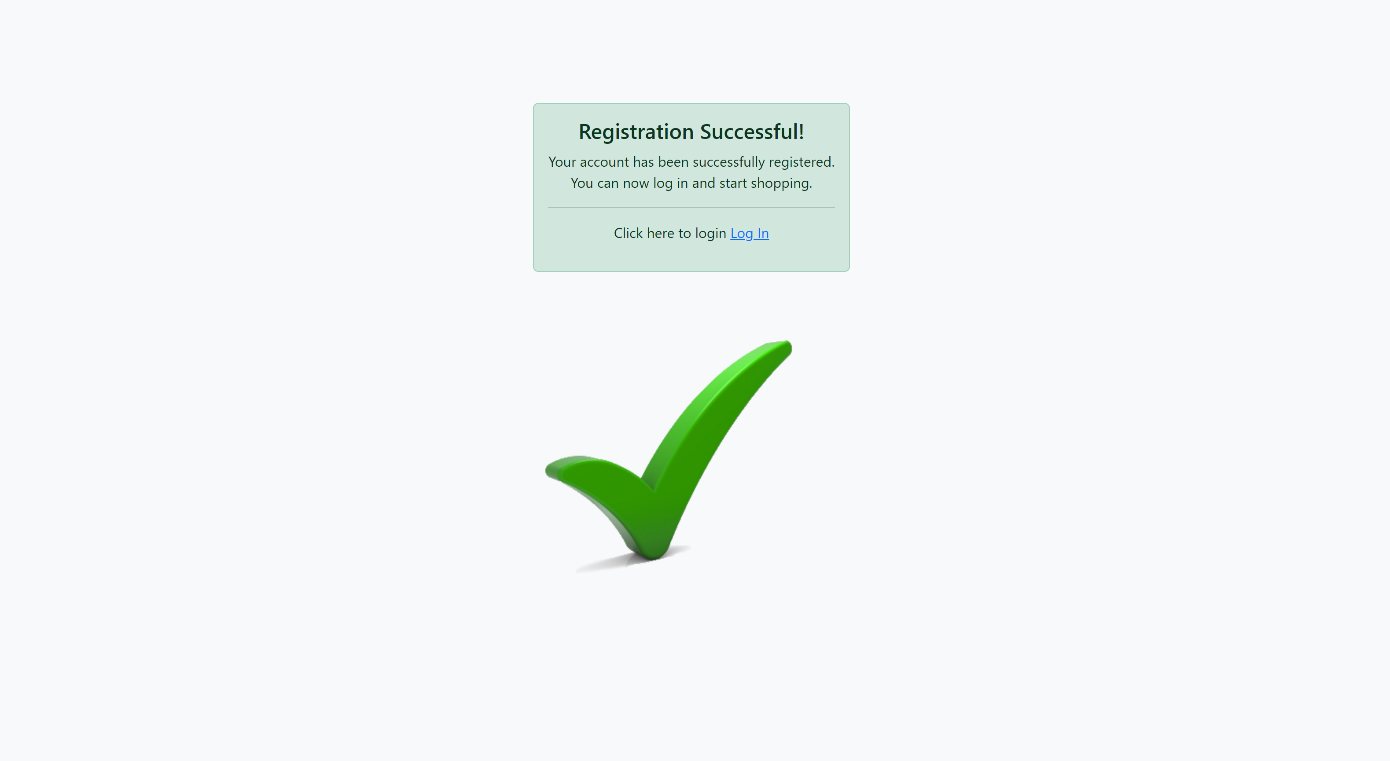 Registration Successful!
Your account has been successfully registered.
You can now log in and start shopping.
Click here to login Log In